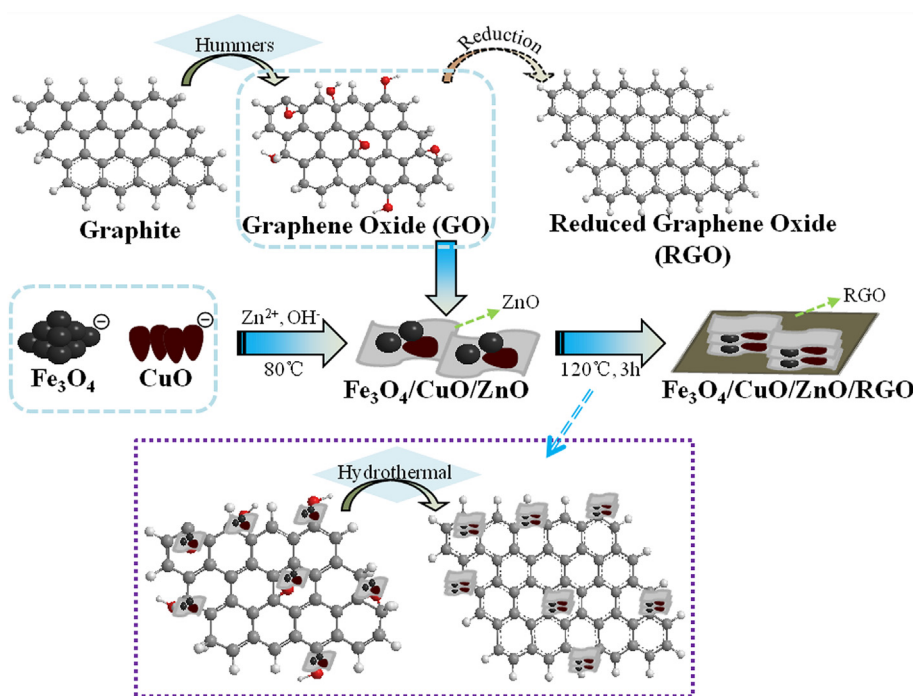 Hummers
Reduction
Graphite
Graphene Oxide (GO)
Reduced Graphene Oxide
(RGO)
Fe₃O₄
CuO
Zn²⁺, OH⁻
80℃
ZnO
Fe₃O₄/CuO/ZnO
120℃, 3h
RGO
Fe₃O₄/CuO/ZnO/RGO
Hydrothermal